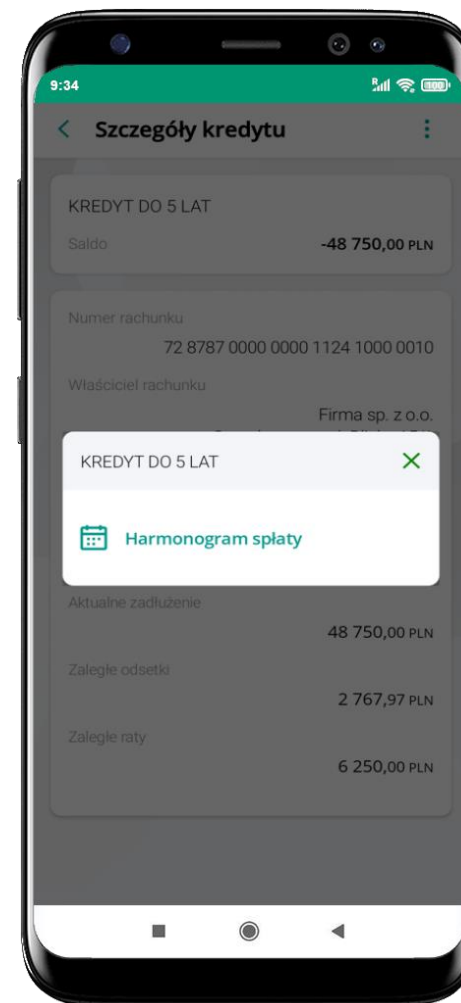 9:34
R
100
Szczegóły kredytu
KREDYT DO 5 LAT
Saldo -48 750,00 PLN
Numer rachunku
72 8787 0000 0000 1124 1000 0010
Właściciel rachunku
Firma sp. z o.o.
KREDYT DO 5 LAT
Harmonogram spłaty
Aktualne zadłużenie
48 750,00 PLN
Zaległe odsetki
2 767,97 PLN
Zaległe raty
6 250,00 PLN